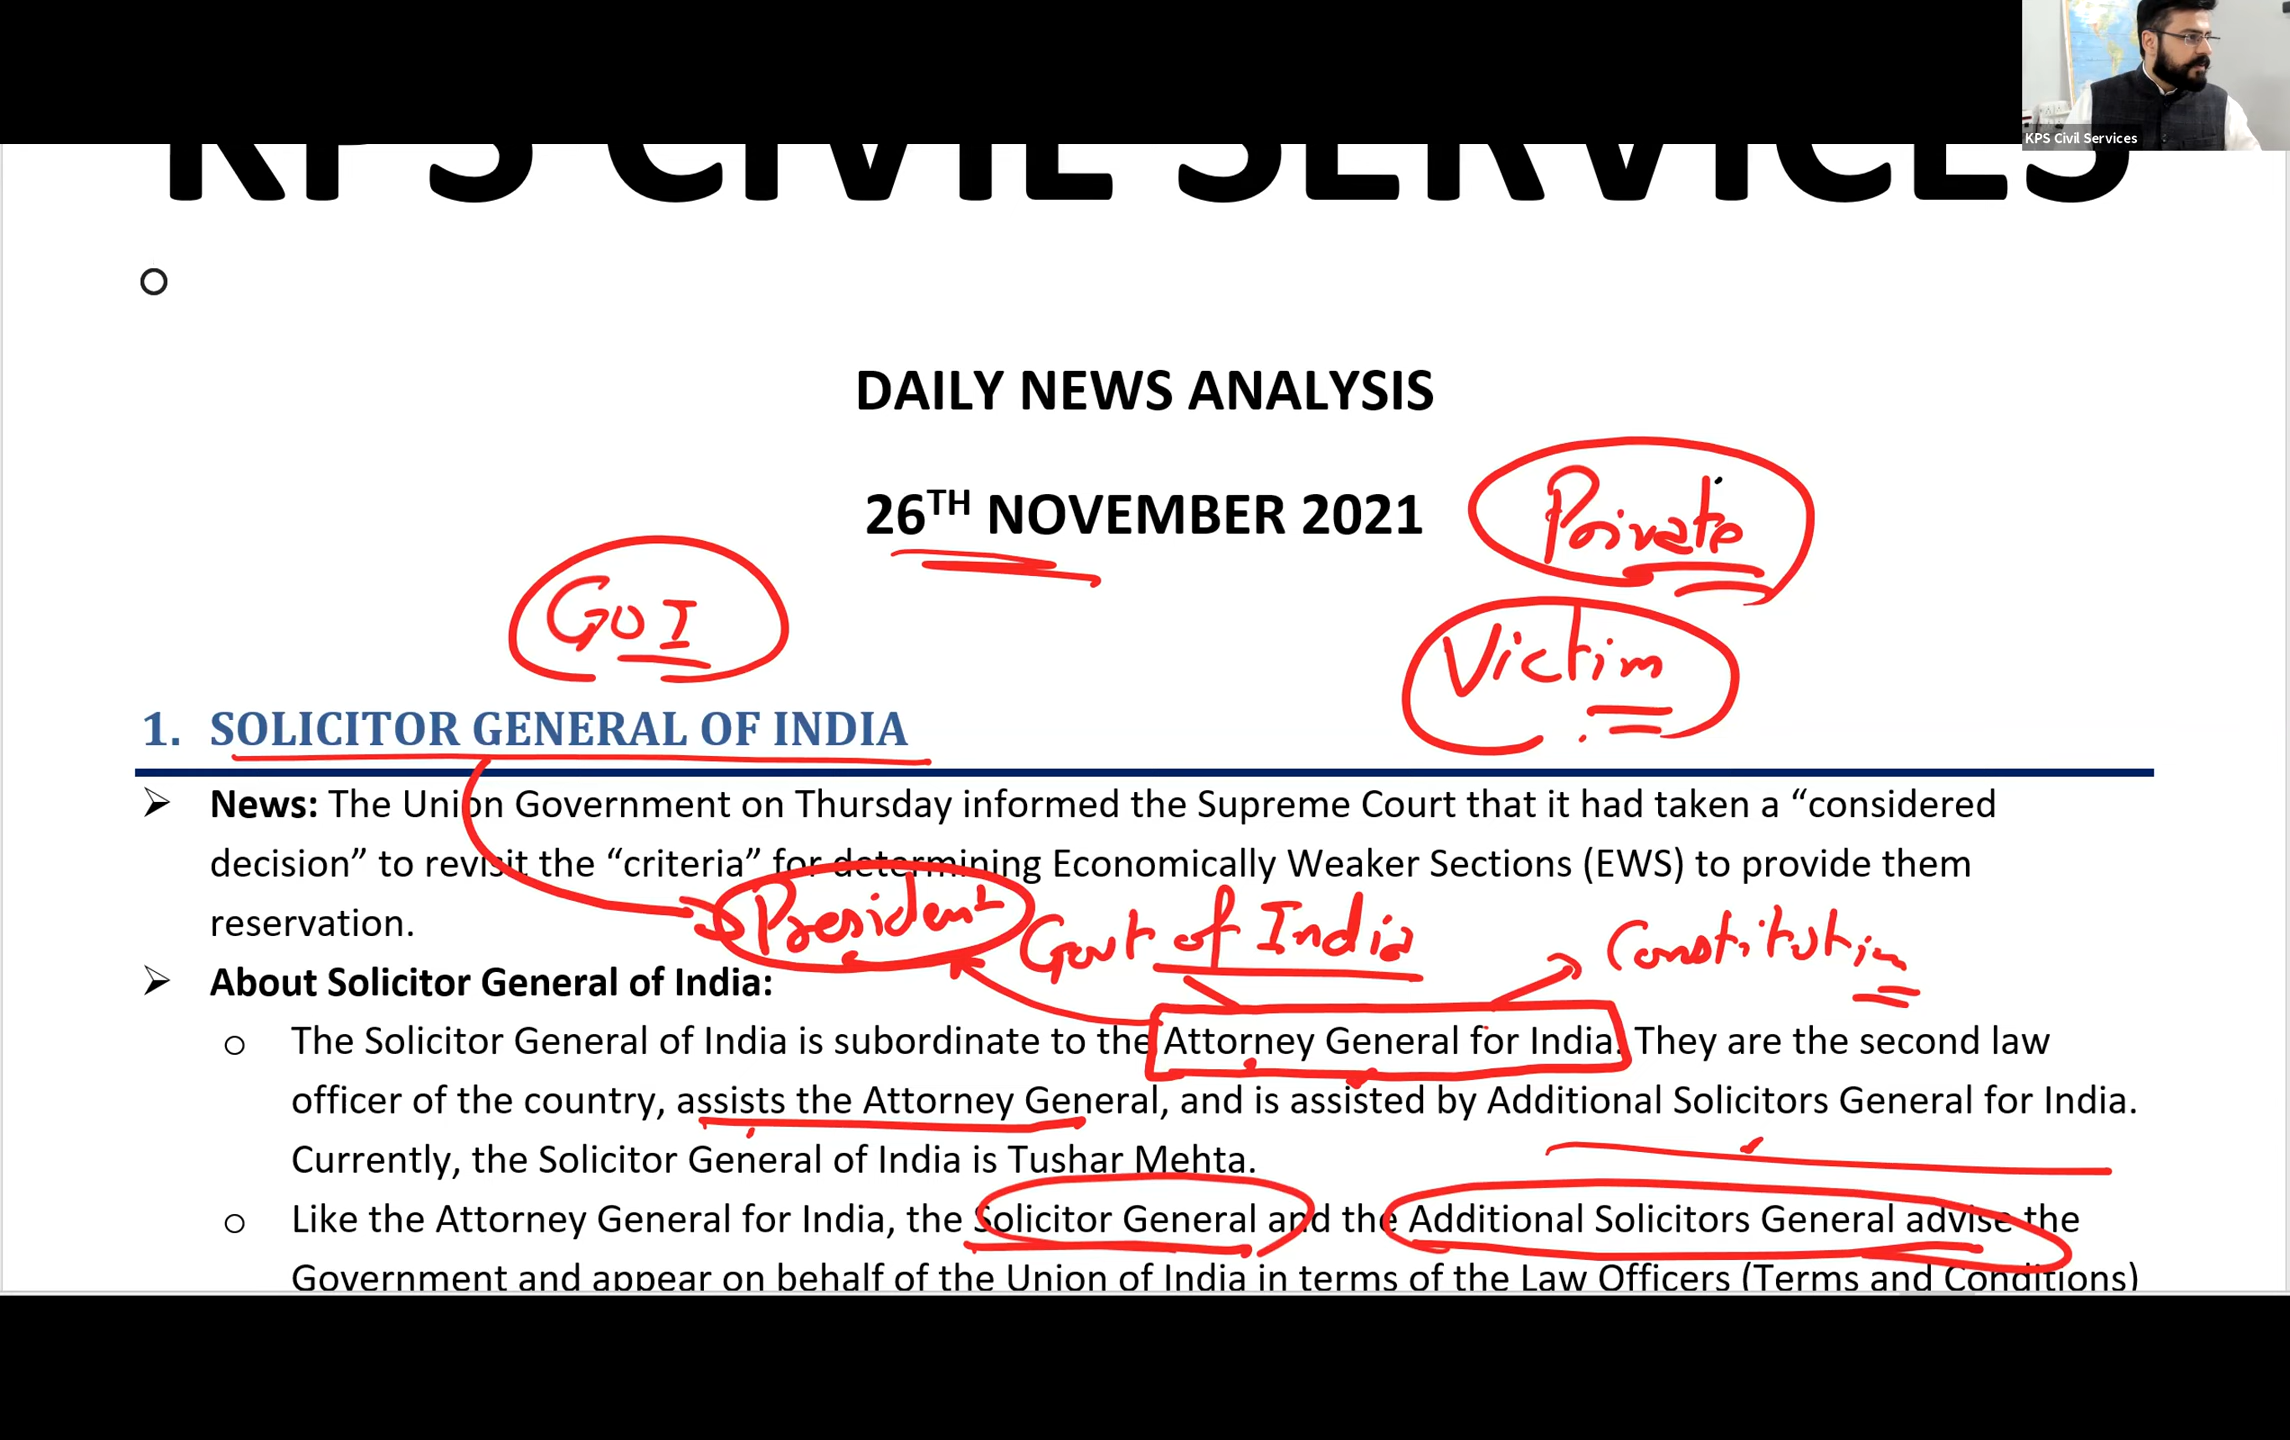 KPS Civil Services
KPS CIVIL SERVICES
DAILY NEWS ANALYSIS
26TH NOVEMBER 2021
Private
GOI
Victim
1. SOLICITOR GENERAL OF INDIA
News: The Union Government on Thursday informed the Supreme Court that it had taken a “considered
decision” to revisit the “criteria” for determining Economically Weaker Sections (EWS) to provide them
reservation.
President Govt of India Constitution
About Solicitor General of India:
The Solicitor General of India is subordinate to the Attorney General for India. They are the second law
officer of the country, assists the Attorney General, and is assisted by Additional Solicitors General for India.
Currently, the Solicitor General of India is Tushar Mehta.
Like the Attorney General for India, the Solicitor General and the Additional Solicitors General advise the
Government and appear on behalf of the Union of India in terms of the Law Officers (Terms and Conditions)